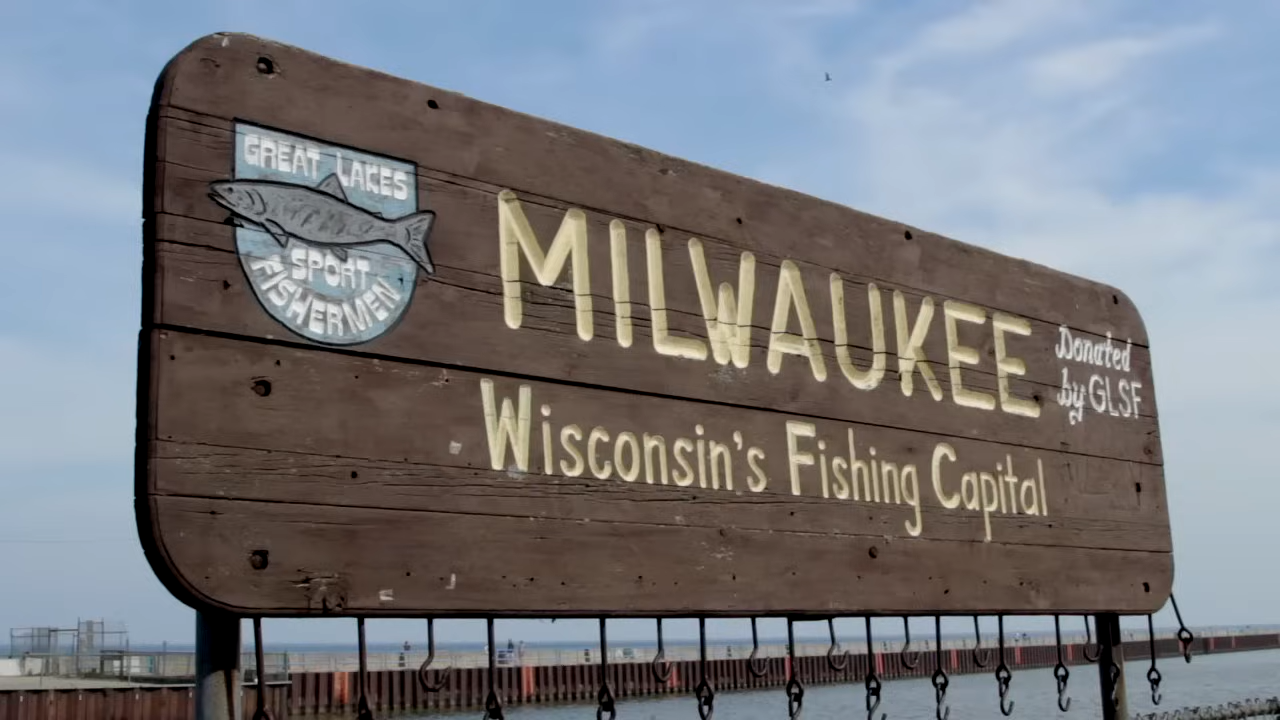 GREAT LAKES
SPORT
FISHERMEN
MILWAUKEE
Wisconsin's Fishing Capital
Donated
by GLSF